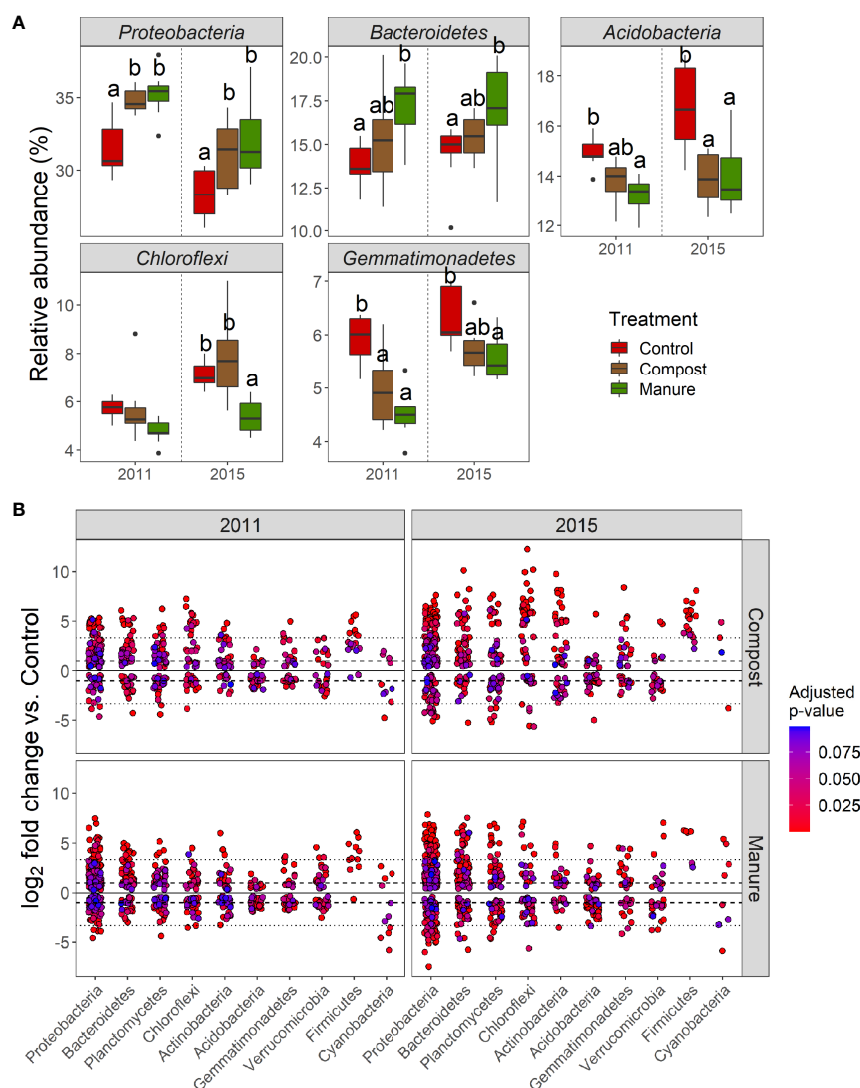 A
Proteobacteria
Bacteroidetes
Acidobacteria
Relative abundance (%)
35
30
a
b
b
a
b
b
20.0
17.5
15.0
12.5
10.0
a
ab
b
a
ab
b
18
16
14
12
b
ab
a
b
a
a
2011
2015
Chloroflexi
Gemmatimonadetes
10
8
6
4
b
b
a
2011
2015
7
6
5
4
b
a
a
b
ab
a
2011
2015
Treatment
Control
Compost
Manure
B
2011
2015
log2 fold change vs. Control
10
5
0
-5
Compost
10
5
0
-5
Manure
Adjusted
p-value
0.075
0.050
0.025
Proteobacteria
Bacteroidetes
Planctomycetes
Chloroflexi
Actinobacteria
Acidobacteria
Gemmatimonadetes
Verrucomicrobia
Firmicutes
Cyanobacteria
Proteobacteria
Bacteroidetes
Planctomycetes
Chloroflexi
Actinobacteria
Acidobacteria
Gemmatimonadetes
Verrucomicrobia
Firmicutes
Cyanobacteria